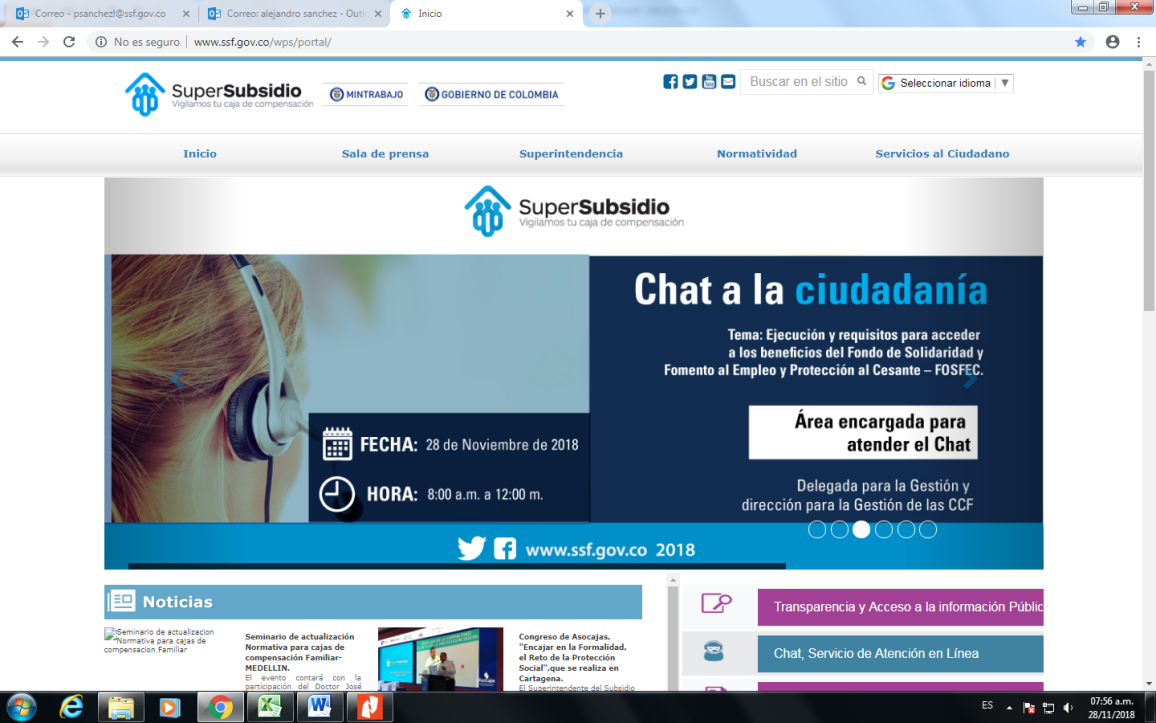 Correo - psanchezl@ssf.gov.co
Correo: alejandro sanchez - Outl
Inicio
No es seguro | www.ssf.gov.co/wps/portal/
SuperSubsidio
Vigilamos tu caja de compensación
MINTRABAJO
GOBIERNO DE COLOMBIA
Buscar en el sitio
Seleccionar idioma
Inicio
Sala de prensa
Superintendencia
Normatividad
Servicios al Ciudadano
SuperSubsidio
Vigilamos tu caja de compensación
Chat a la ciudadanía
Tema: Ejecución y requisitos para acceder
a los beneficios del Fondo de Solidaridad y
Fomento al Empleo y Protección al Cesante – FOSFEC.
Área encargada para
atender el Chat
FECHA: 28 de Noviembre de 2018
HORA: 8:00 a.m. a 12:00 m.
Delegada para la Gestión y
dirección para la Gestión de las CCF
www.ssf.gov.co 2018
Noticias
Seminario de actualizacion
Normativa para cajas de
compensacion Familiar
Seminario de actualización
Normativa para cajas de
compensación Familiar-
MEDELLIN.
El evento contará con la
participación del Doctor José
Congreso de Asocajas,
"Encajar en la Formalidad,
el Reto de la Protección
Social",que se realiza en
Cartagena.
El Superintendente del Subsidio
Transparencia y Acceso a la información Públic
Chat, Servicio de Atención en Línea
ES
07:56 a.m.
28/11/2018